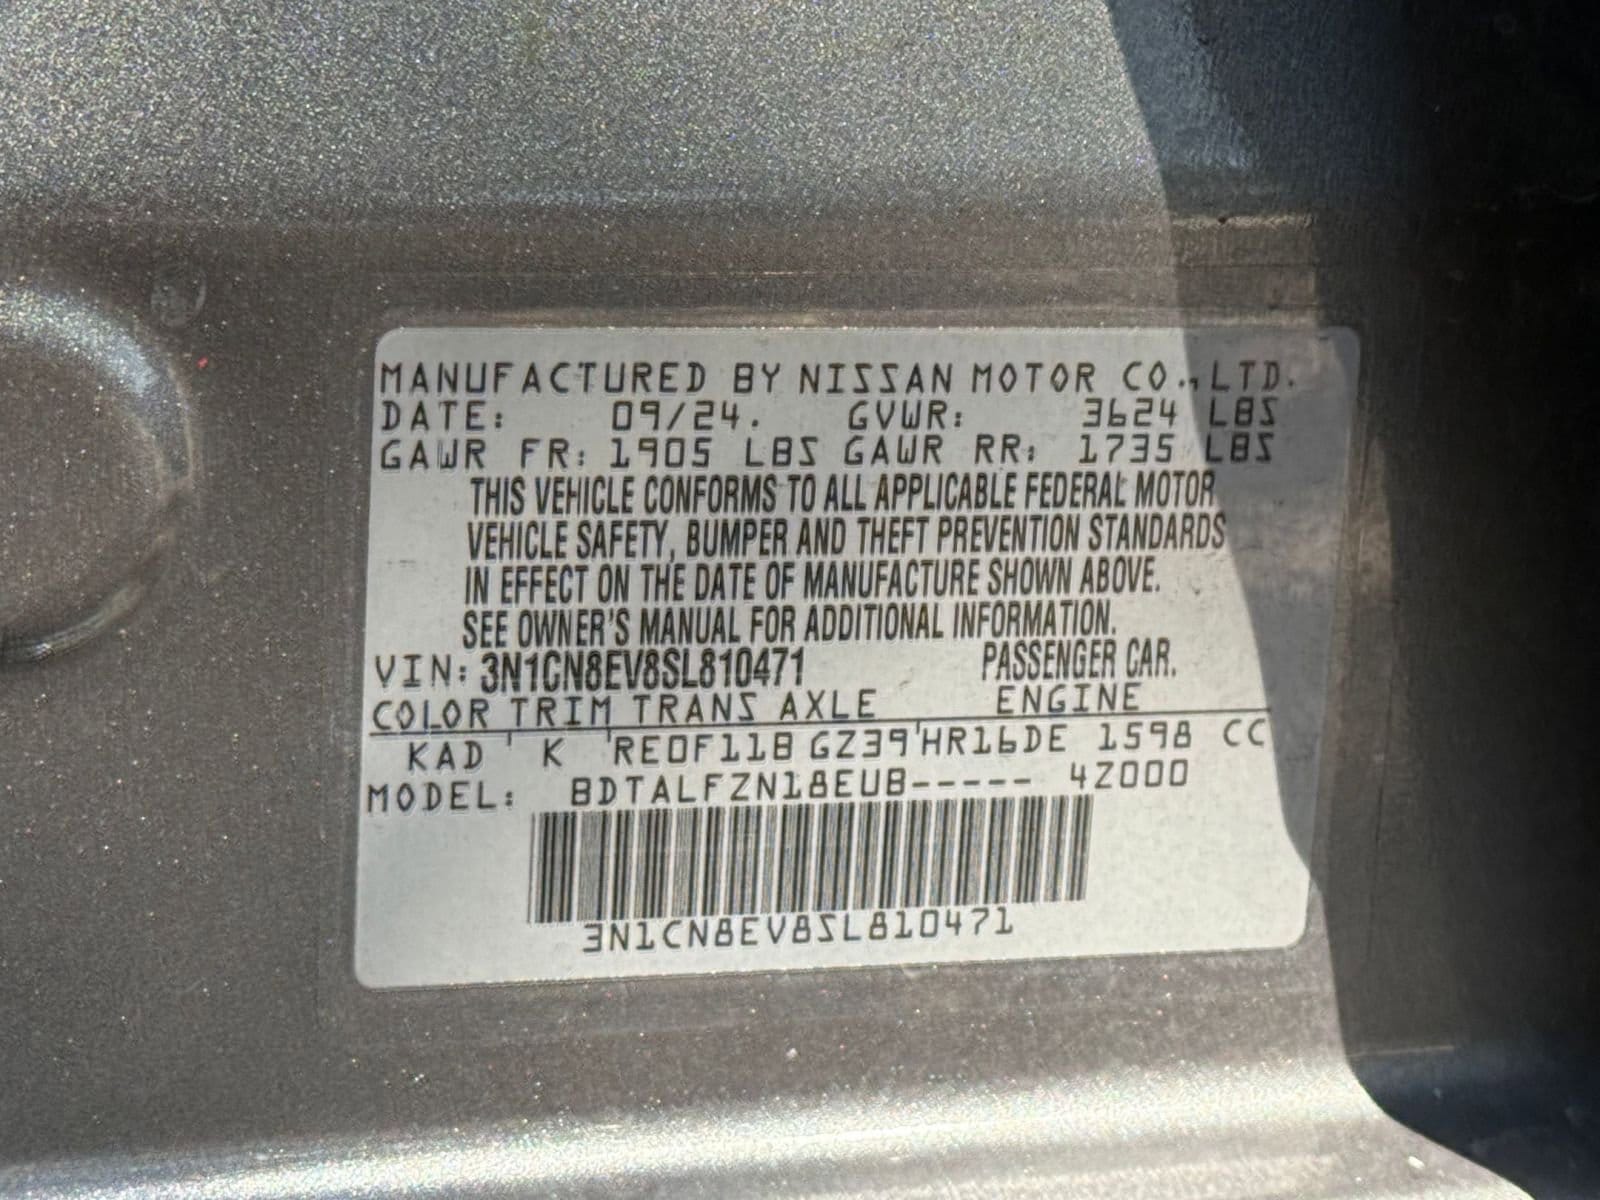 MANUFACTURED BY NISSAN MOTOR CO., LTD.
DATE: 09/24. GVWR: 3624 LBS
GAWR FR: 1905 LBS GAWR RR: 1735 LBS
THIS VEHICLE CONFORMS TO ALL APPLICABLE FEDERAL MOTOR
VEHICLE SAFETY, BUMPER AND THEFT PREVENTION STANDARDS
IN EFFECT ON THE DATE OF MANUFACTURE SHOWN ABOVE.
SEE OWNER'S MANUAL FOR ADDITIONAL INFORMATION.
VIN: 3N1CN8EV8SL810471 PASSENGER CAR.
COLOR TRIM TRANS AXLE ENGINE
KAD K RE0F11B GZ39 HR16DE 1598 CC
MODEL: BDTALFZN18EUB----- 4Z000
3N1CN8EV8SL810471